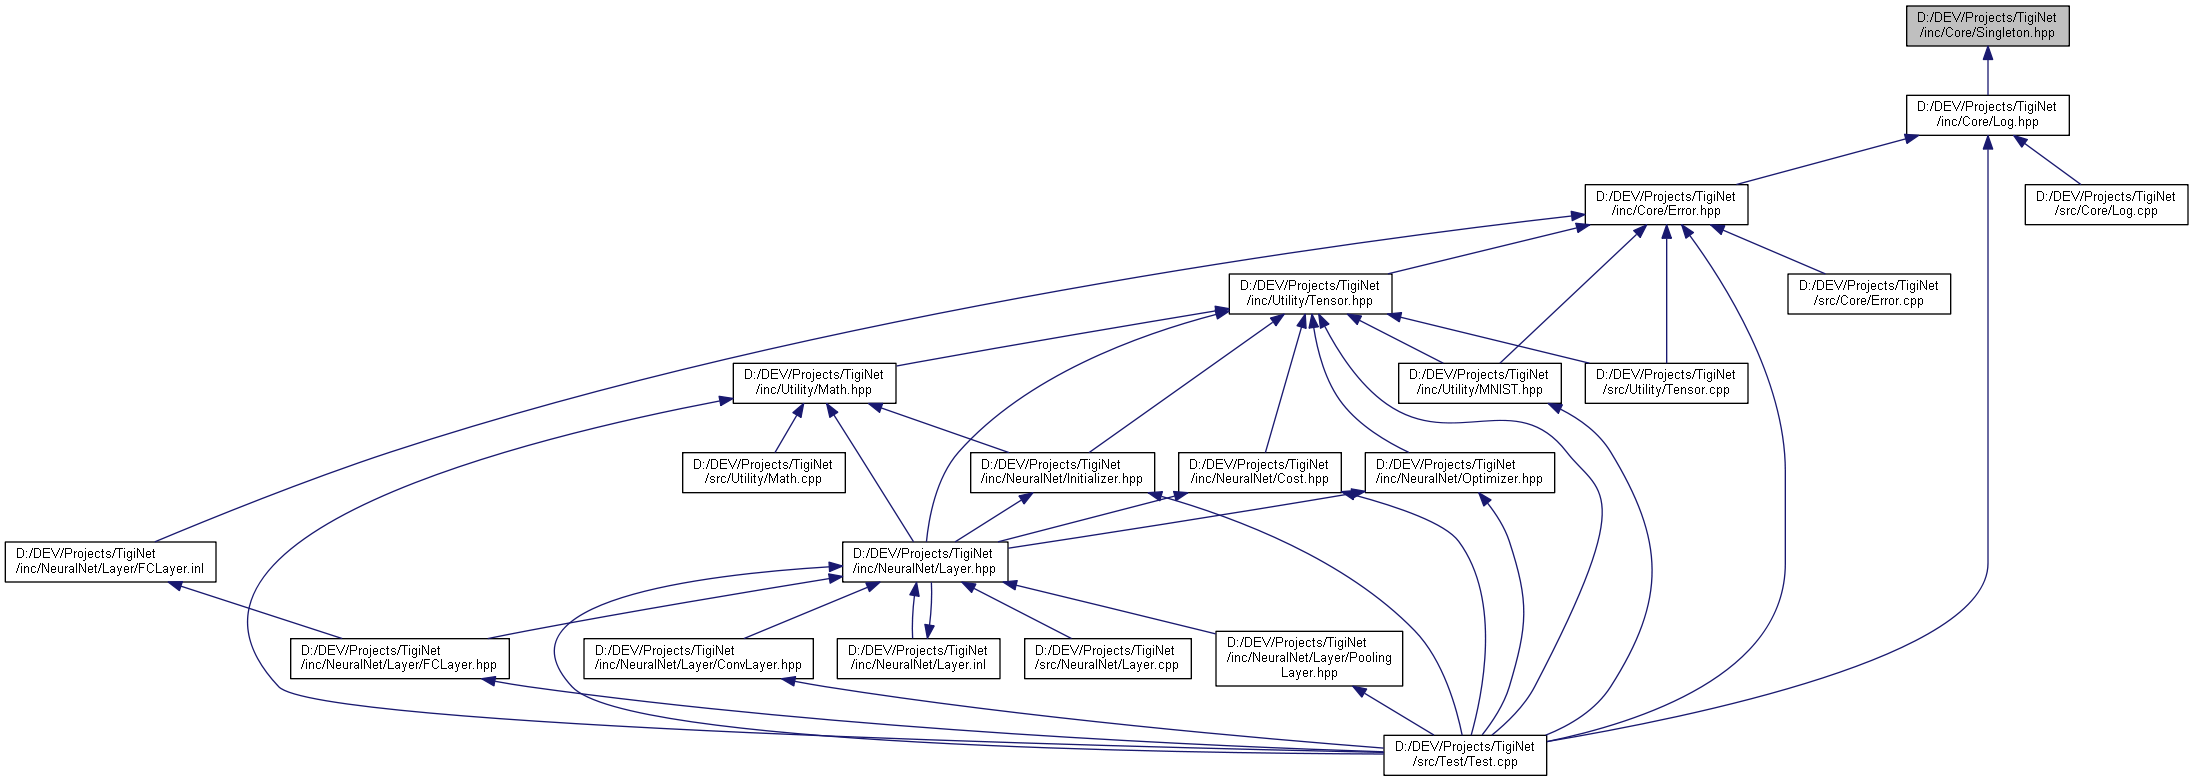 D:/DEV/Projects/TigiNet
/inc/Core/Singleton.hpp
D:/DEV/Projects/TigiNet
/inc/Core/Log.hpp
D:/DEV/Projects/TigiNet
/inc/Core/Error.hpp
D:/DEV/Projects/TigiNet
/src/Core/Log.cpp
D:/DEV/Projects/TigiNet
/inc/Utility/Tensor.hpp
D:/DEV/Projects/TigiNet
/src/Core/Error.cpp
D:/DEV/Projects/TigiNet
/inc/Utility/Math.hpp
D:/DEV/Projects/TigiNet
/inc/Utility/MNIST.hpp
D:/DEV/Projects/TigiNet
/src/Utility/Tensor.cpp
D:/DEV/Projects/TigiNet
/src/Utility/Math.cpp
D:/DEV/Projects/TigiNet
/inc/NeuralNet/Initializer.hpp
D:/DEV/Projects/TigiNet
/inc/NeuralNet/Cost.hpp
D:/DEV/Projects/TigiNet
/inc/NeuralNet/Optimizer.hpp
D:/DEV/Projects/TigiNet
/inc/NeuralNet/Layer/FCLayer.inl
D:/DEV/Projects/TigiNet
/inc/NeuralNet/Layer.hpp
D:/DEV/Projects/TigiNet
/inc/NeuralNet/Layer/FCLayer.hpp
D:/DEV/Projects/TigiNet
/inc/NeuralNet/Layer/ConvLayer.hpp
D:/DEV/Projects/TigiNet
/inc/NeuralNet/Layer.inl
D:/DEV/Projects/TigiNet
/src/NeuralNet/Layer.cpp
D:/DEV/Projects/TigiNet
/inc/NeuralNet/Layer/Pooling
Layer.hpp
D:/DEV/Projects/TigiNet
/src/Test/Test.cpp